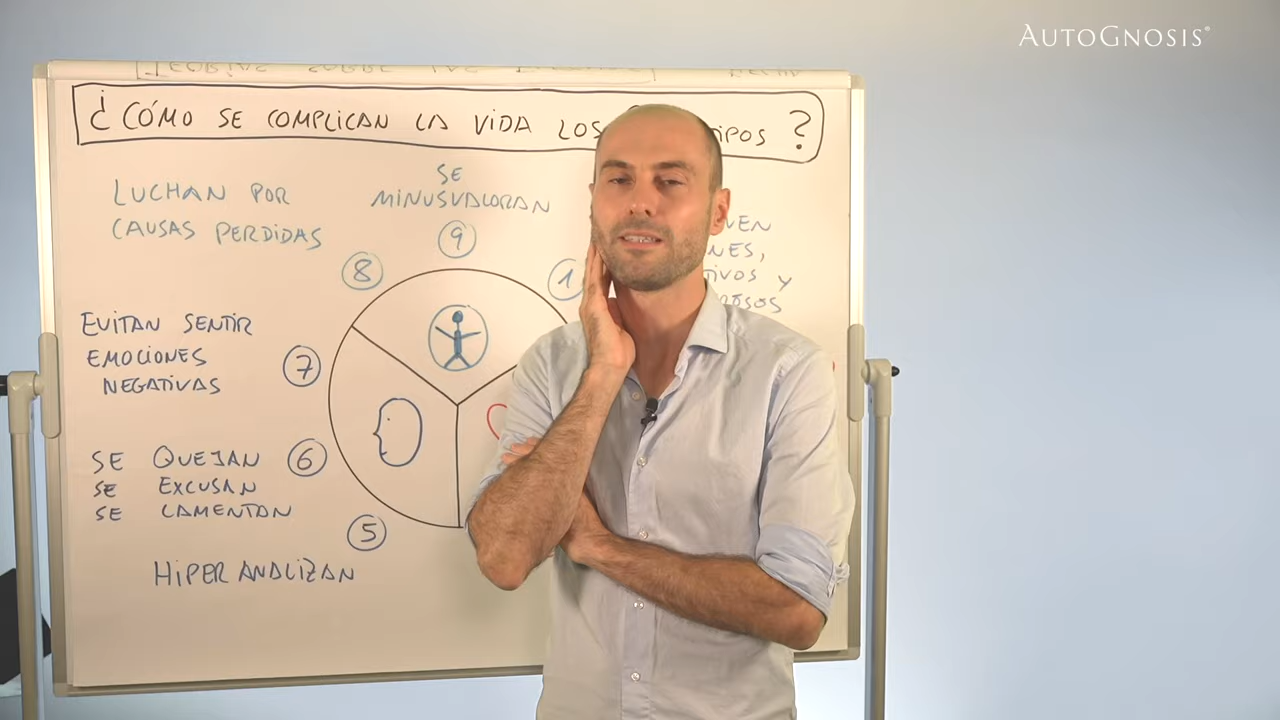 AUTOGNOSIS®
¿CÓMO SE COMPLICAN LA VIDA LOS IPOS?
SE
MINUSVALORAN
9
LUCHAN POR
CAUSAS PERDIDAS
8
1
EVITAN SENTIR
EMOCIONES
NEGATIVAS
7
SE QUEJAN
SE EXCUSAN
SE LAMENTAN
6
5
HIPERANALIZAN